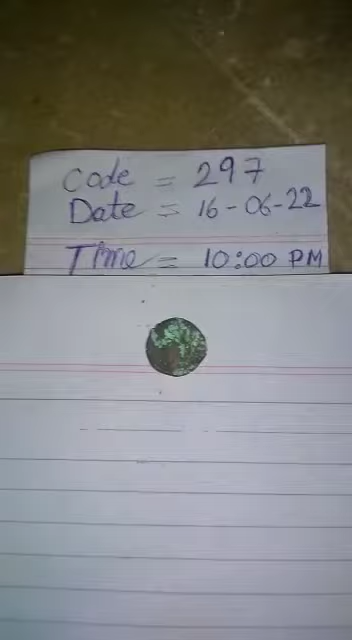 Code = 297
Date = 16-06-22
Time = 10:00 PM